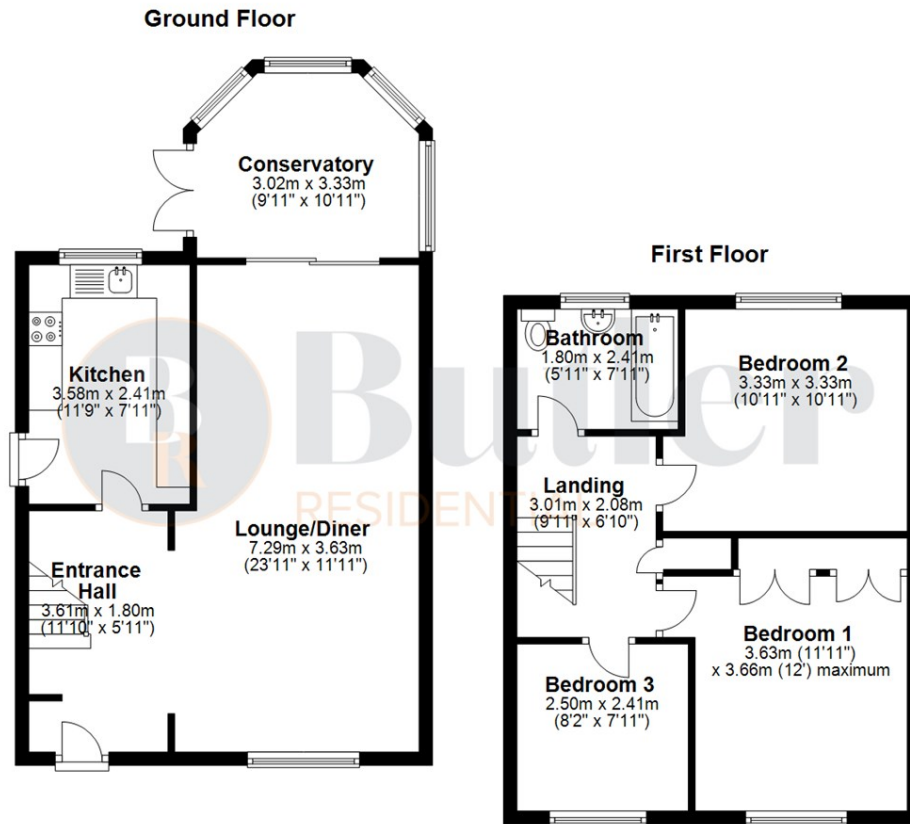 Ground Floor
Conservatory
3.02m x 3.33m
(9'11" x 10'11")
Kitchen
3.58m x 2.41m
(11'9" x 7'11")
Lounge/Diner
7.29m x 3.63m
(23'11" x 11'11")
Entrance
Hall
3.61m x 1.80m
(11'10" x 5'11")
First Floor
Bathroom
1.80m x 2.41m
(5'11" x 7'11")
Bedroom 2
3.33m x 3.33m
(10'11" x 10'11")
Landing
3.01m x 2.08m
(9'11" x 6'10")
Bedroom 1
3.63m (11'11")
x 3.66m (12') maximum
Bedroom 3
2.50m x 2.41m
(8'2" x 7'11")
BR
Butler
RESIDENTIAL